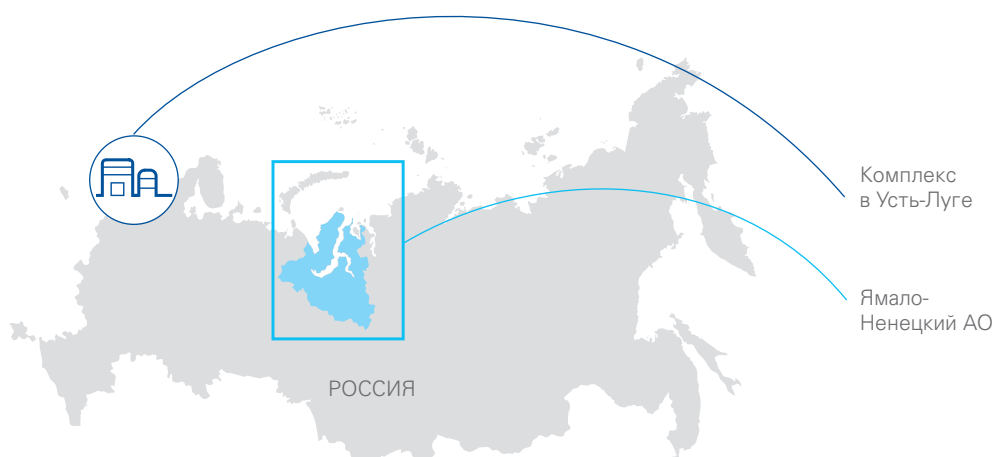 Комплекс
в Усть-Луге
Ямало-
Ненецкий АО
РОССИЯ